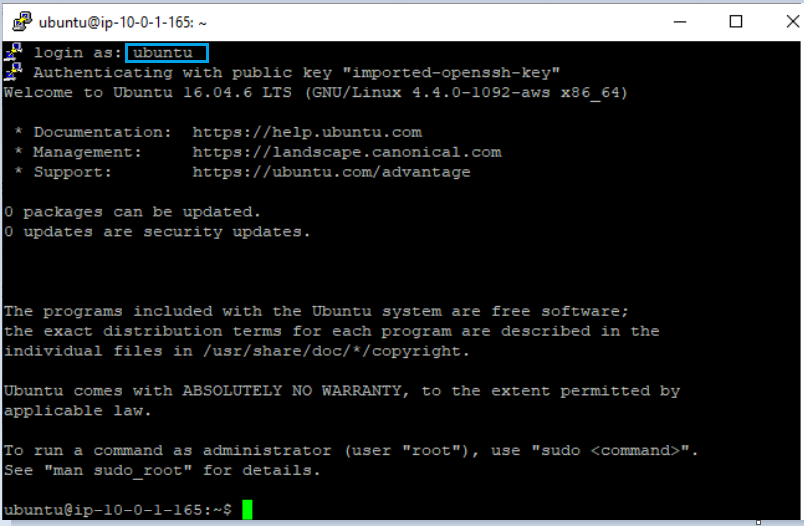 ubuntu@ip-10-0-1-165: ~
login as: ubuntu
Authenticating with public key "imported-openssh-key"
Welcome to Ubuntu 16.04.6 LTS (GNU/Linux 4.4.0-1092-aws x86_64)
* Documentation:  https://help.ubuntu.com
* Management:     https://landscape.canonical.com
* Support:        https://ubuntu.com/advantage
0 packages can be updated.
0 updates are security updates.
The programs included with the Ubuntu system are free software;
the exact distribution terms for each program are described in the
individual files in /usr/share/doc/*/copyright.
Ubuntu comes with ABSOLUTELY NO WARRANTY, to the extent permitted by
applicable law.
To run a command as administrator (user "root"), use "sudo <command>".
See "man sudo_root" for details.
ubuntu@ip-10-0-1-165:~$